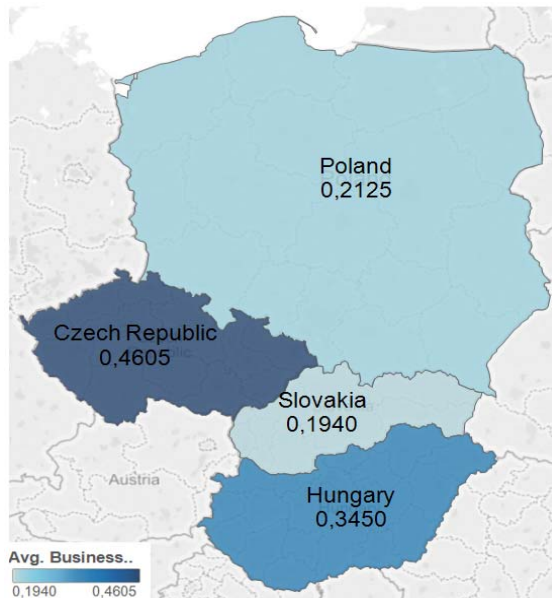 Poland
0,2125
Czech Republic
0,4605
Slovakia
0,1940
Austria
Hungary
0,3450
Avg. Business..
0,1940 0,4605